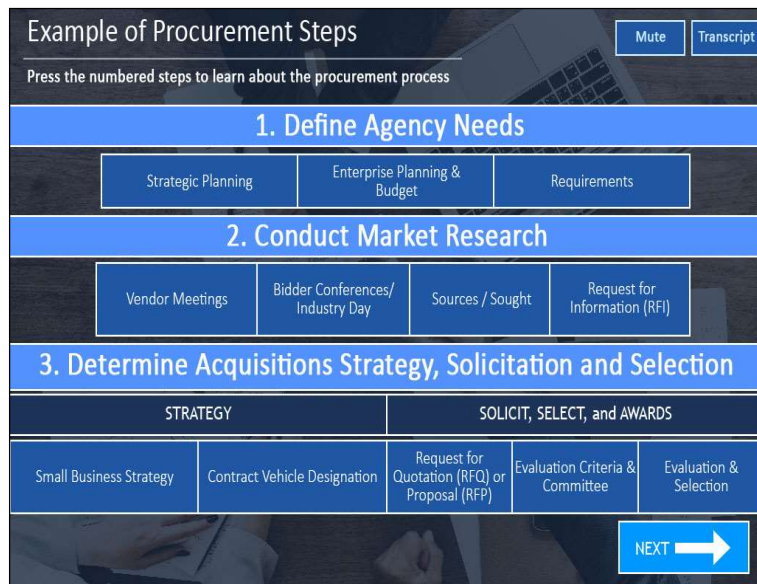 Example of Procurement Steps
Mute
Transcript
Press the numbered steps to learn about the procurement process
1. Define Agency Needs
Strategic Planning
Enterprise Planning &
Budget
Requirements
2. Conduct Market Research
Vendor Meetings
Bidder Conferences/
Industry Day
Sources / Sought
Request for
Information (RFI)
3. Determine Acquisitions Strategy, Solicitation and Selection
STRATEGY
SOLICIT, SELECT, and AWARDS
Small Business Strategy
Contract Vehicle Designation
Request for
Quotation (RFQ) or
Proposal (RFP)
Evaluation Criteria &
Committee
Evaluation &
Selection
NEXT